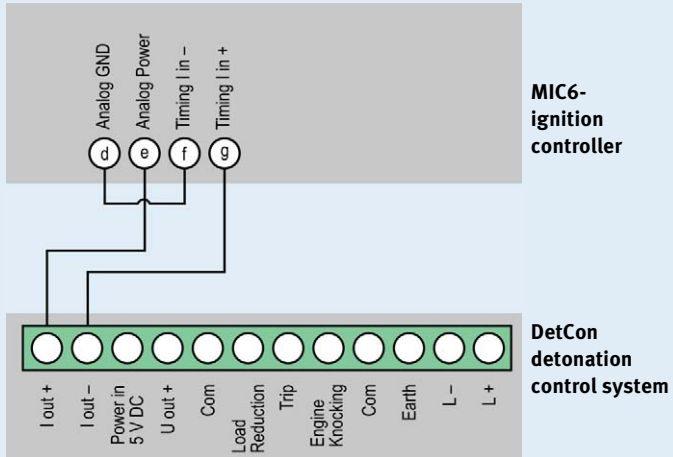 Analog GND
Analog Power
Timing I in –
Timing I in +
d
e
f
g
MIC6-
ignition
controller
I out +
I out –
Power in
5 V DC
U out +
Com
Load
Reduction
Trip
Engine
Knocking
Com
Earth
L –
L +
DetCon
detonation
control system